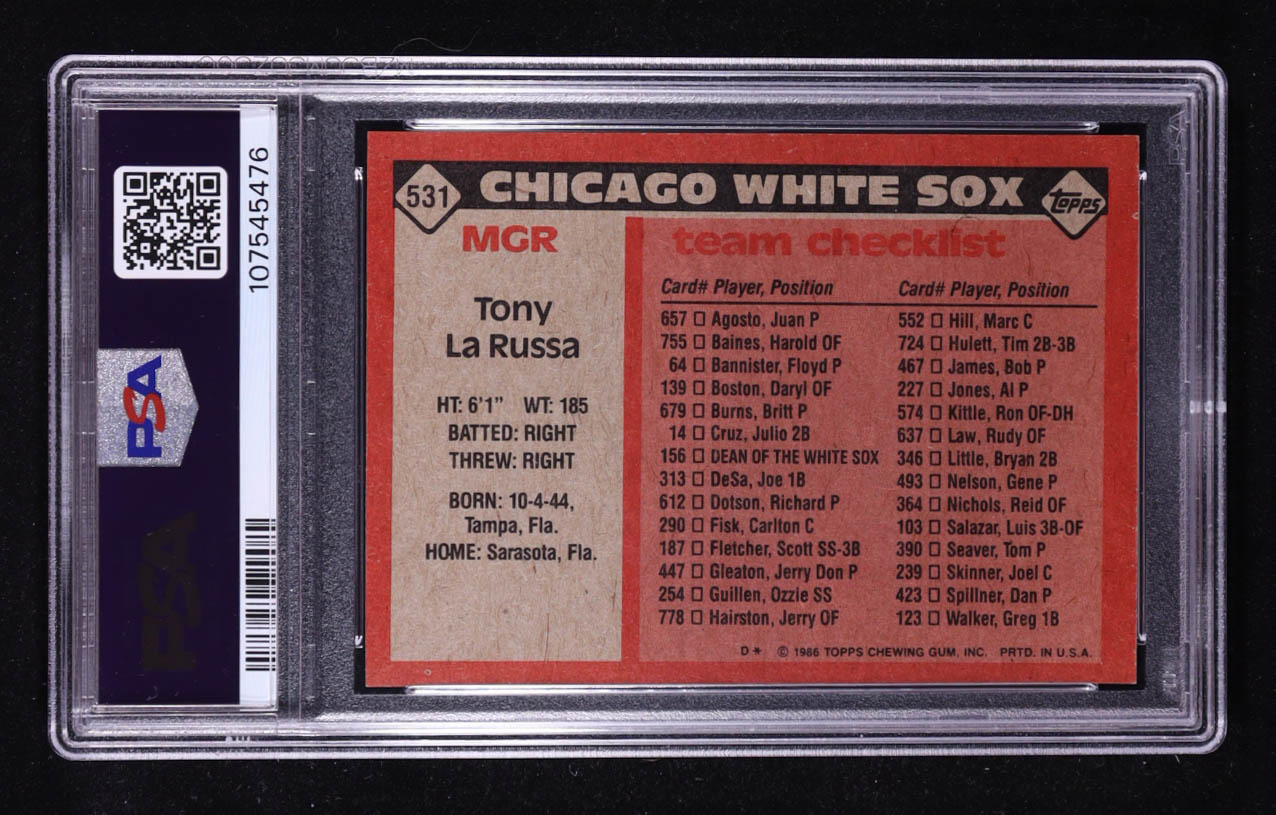 107545476
PSA
PSA
531 CHICAGO WHITE SOX topps
MGR
Tony
La Russa
HT: 6'1" WT: 185
BATTED: RIGHT
THREW: RIGHT
BORN: 10-4-44,
Tampa, Fla.
HOME: Sarasota, Fla.
team checklist
Card# Player, Position
657 □ Agosto, Juan P
755 □ Baines, Harold OF
64 □ Bannister, Floyd P
139 □ Boston, Daryl OF
679 □ Burns, Britt P
14 □ Cruz, Julio 2B
156 □ DEAN OF THE WHITE SOX
313 □ DeSa, Joe 1B
612 □ Dotson, Richard P
290 □ Fisk, Carlton C
187 □ Fletcher, Scott SS-3B
447 □ Gleaton, Jerry Don P
254 □ Guillen, Ozzie SS
778 □ Hairston, Jerry OF
Card# Player, Position
552 □ Hill, Marc C
724 □ Hulett, Tim 2B-3B
467 □ James, Bob P
227 □ Jones, Al P
574 □ Kittle, Ron OF-DH
637 □ Law, Rudy OF
346 □ Little, Bryan 2B
493 □ Nelson, Gene P
364 □ Nichols, Reid OF
103 □ Salazar, Luis 3B-OF
390 □ Seaver, Tom P
239 □ Skinner, Joel C
423 □ Spillner, Dan P
123 □ Walker, Greg 1B
D* © 1986 TOPPS CHEWING GUM, INC. PRTD. IN U.S.A.
PSA